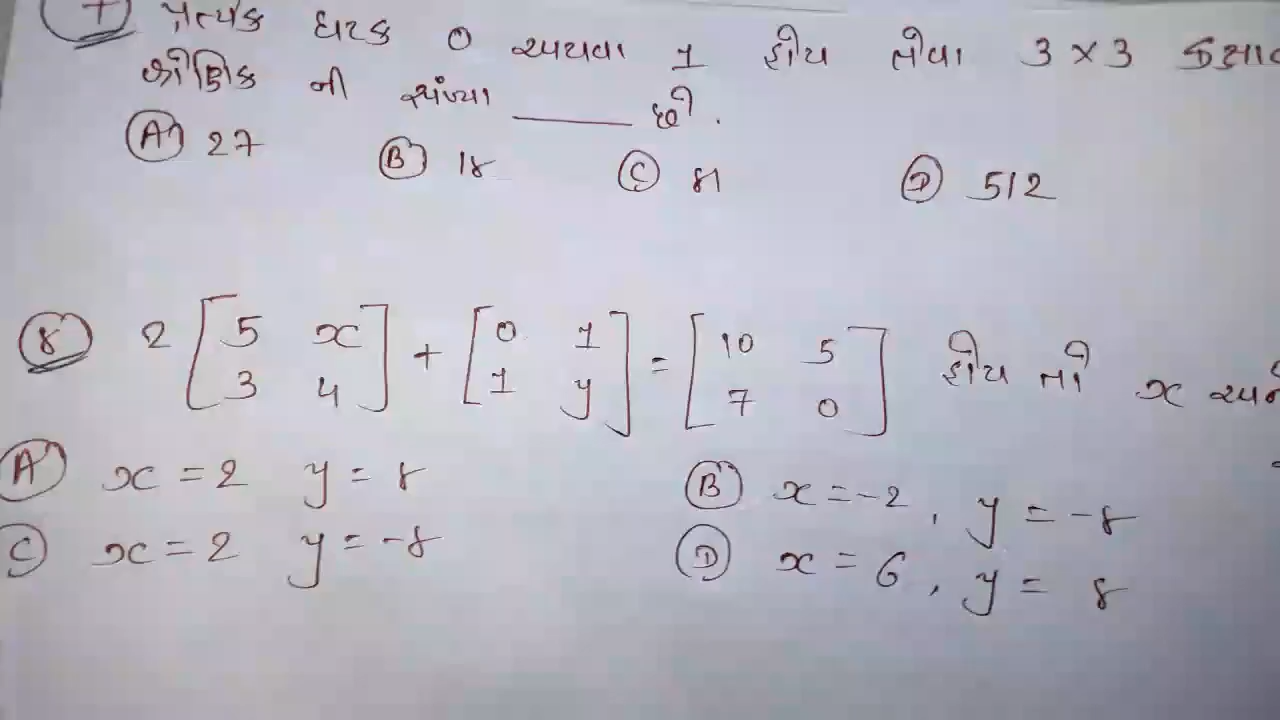 7 પ્રત્યેક ઘટક 0 અથવા 1 હોય તેવા 3 × 3 કક્ષા
શ્રેણિક ની સંખ્યા ______ છે.
(A) 27 (B) 18 (C) 81 (D) 512
(8) 2 [5 x] + [0 1] = [10 5] હોય તો x અને
[3 4] [1 y] [7 0]
(A) x = 2 y = 8 (B) x = -2, y = -8
(C) x = 2 y = -8 (D) x = 6, y = 8